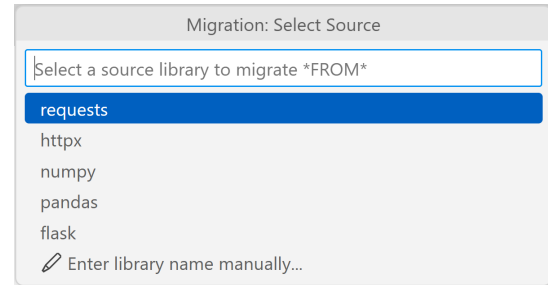 Migration: Select Source
Select a source library to migrate *FROM*
requests
httpx
numpy
pandas
flask
Enter library name manually...